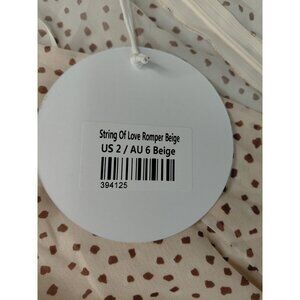 String Of Love Romper Beige
US 2 / AU 6 Beige
394125